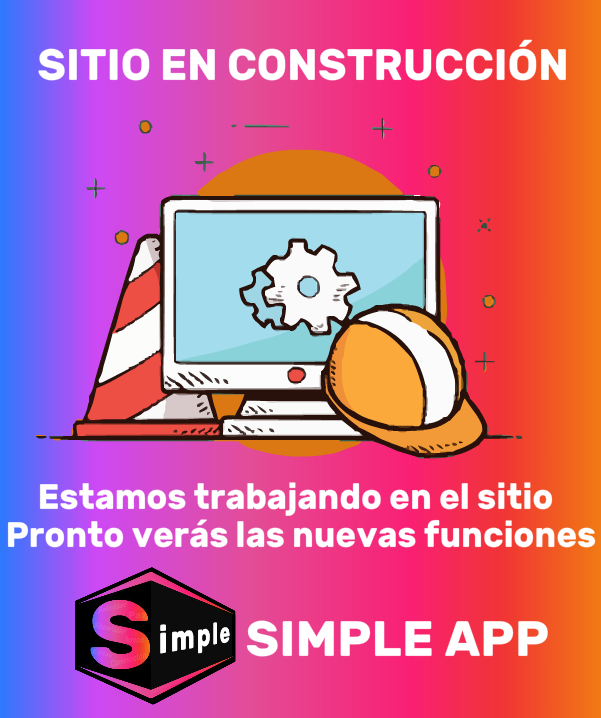 SITIO EN CONSTRUCCIÓN
Estamos trabajando en el sitio
Pronto verás las nuevas funciones
Simple
SIMPLE APP